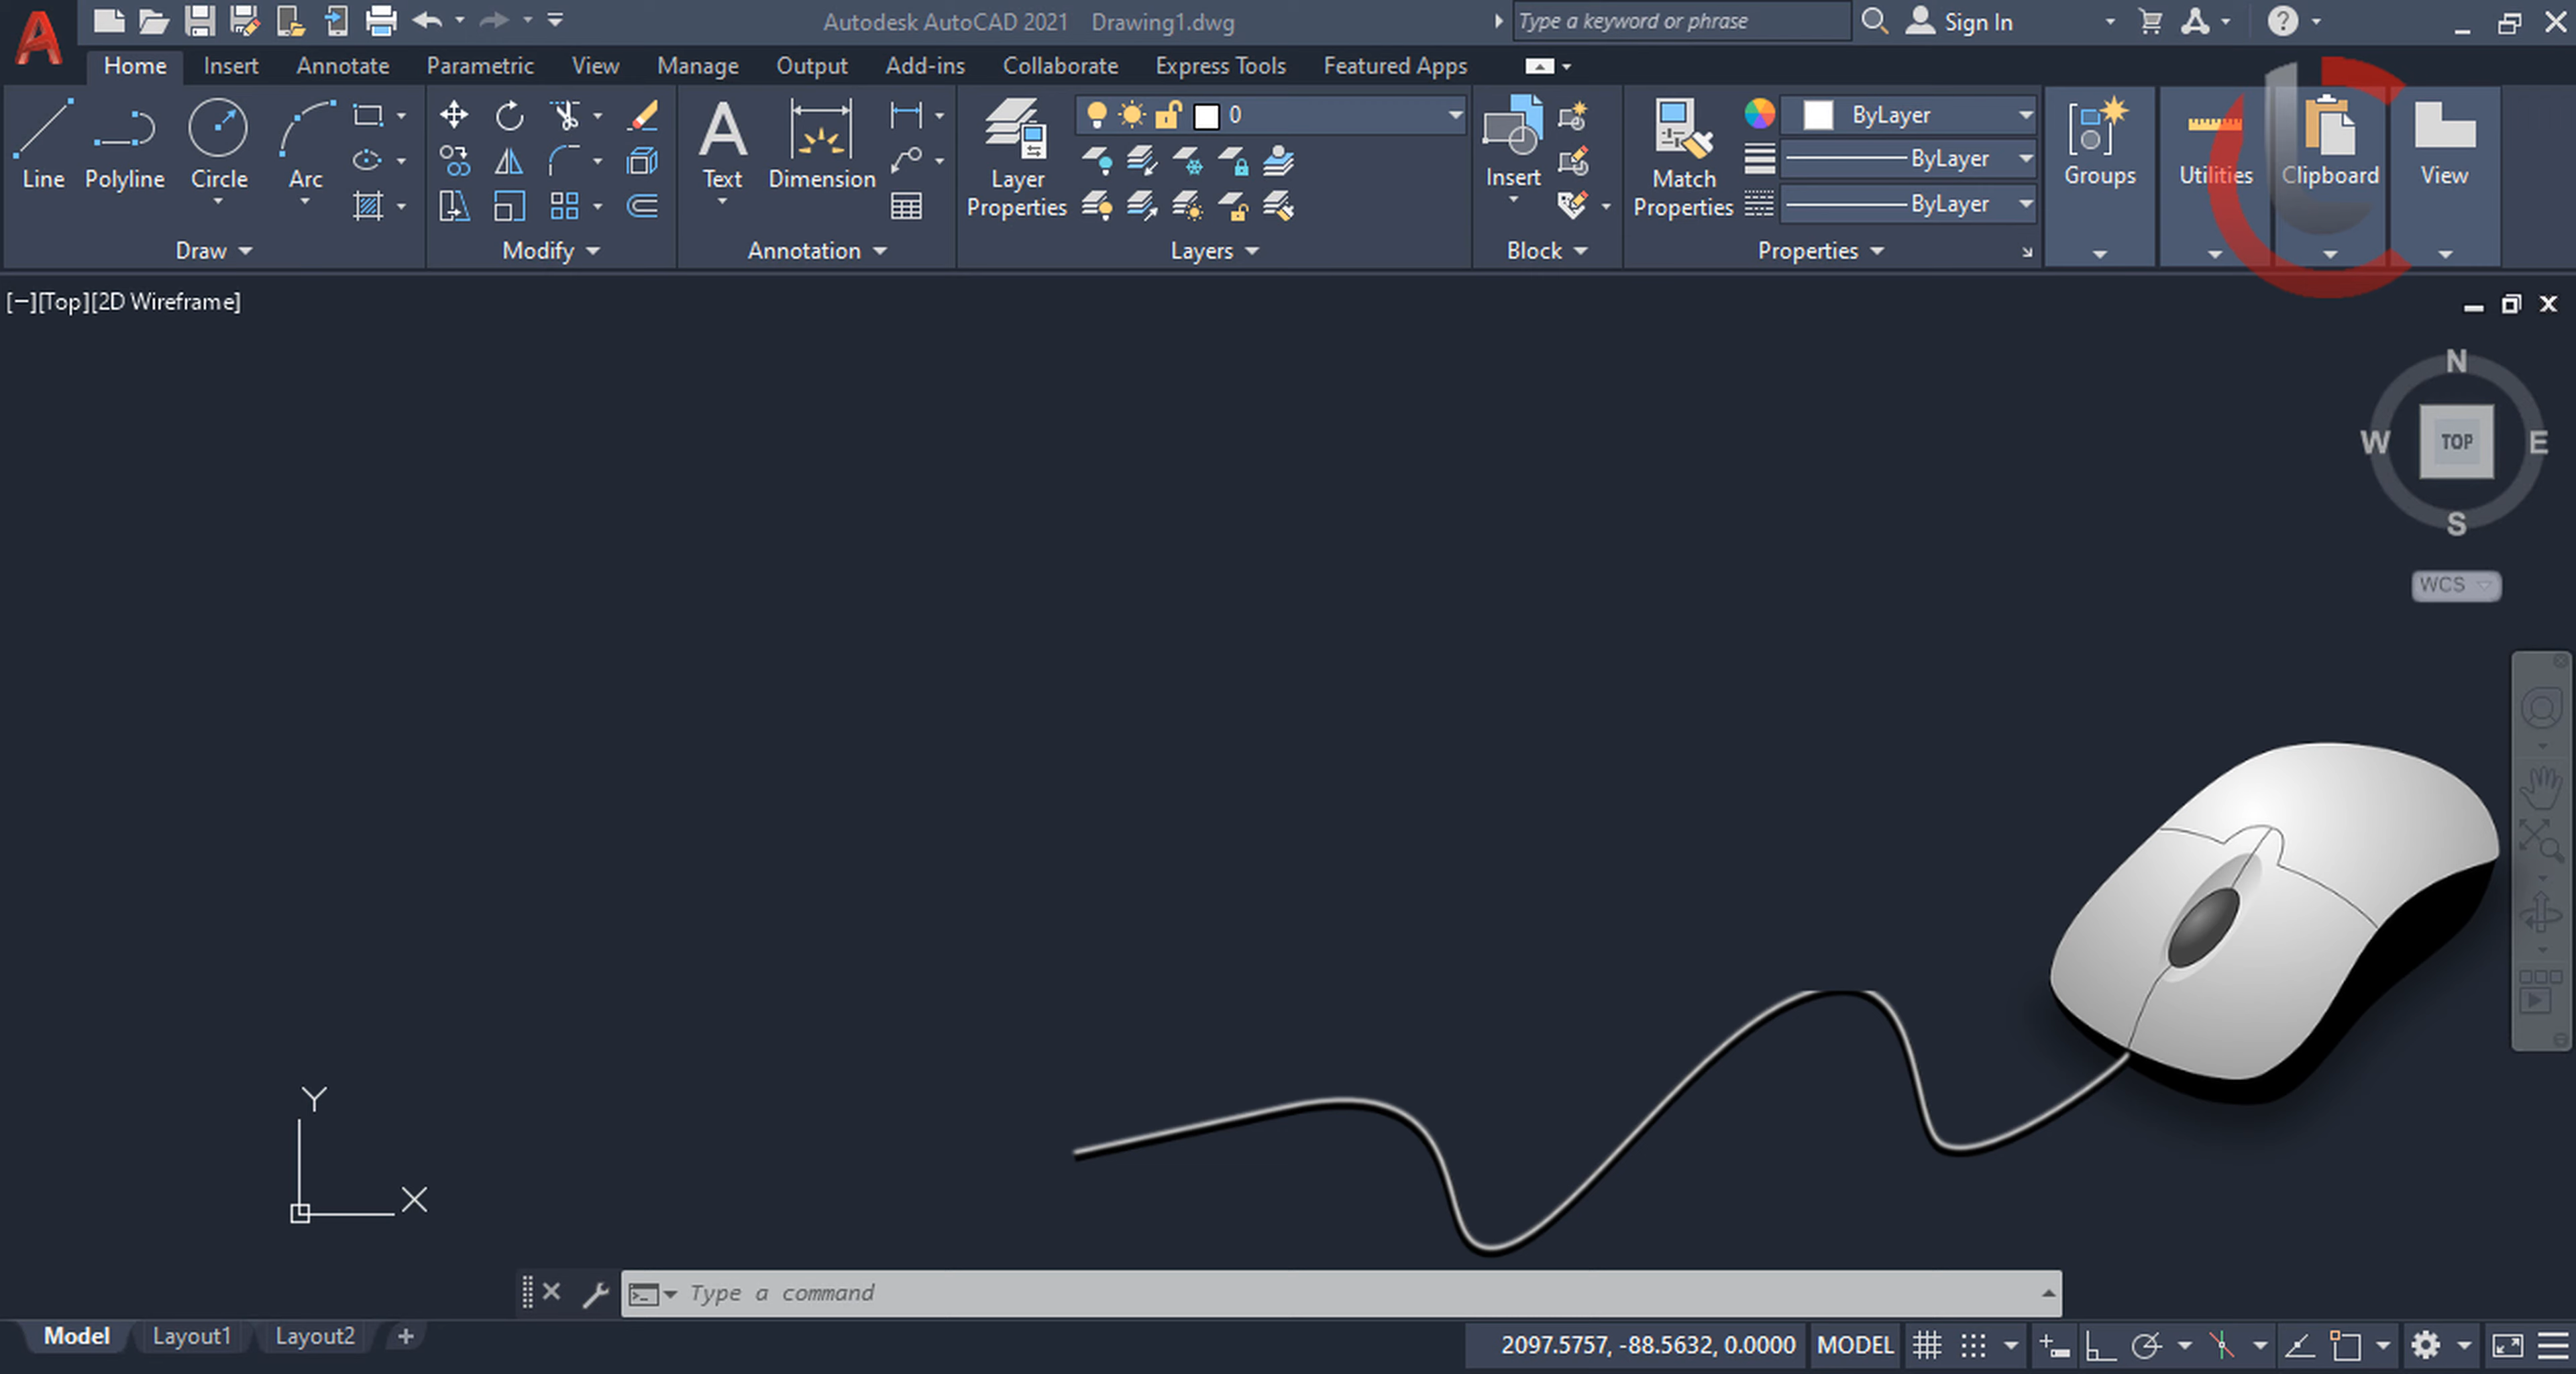 A
Autodesk AutoCAD 2021 Drawing1.dwg
Type a keyword or phrase
Sign In
Home Insert Annotate Parametric View Manage Output Add-ins Collaborate Express Tools Featured Apps
Line Polyline Circle Arc
Draw
Modify
A
Text Dimension
Annotation
Layer
Properties
0
Layers
Insert
Block
Match
Properties
ByLayer
ByLayer
ByLayer
Properties
Groups
Utilities
Clipboard
View
[−][Top][2D Wireframe]
N
W TOP E
S
WCS
Y
X
Type a command
Model Layout1 Layout2 +
2097.5757, -88.5632, 0.0000 MODEL